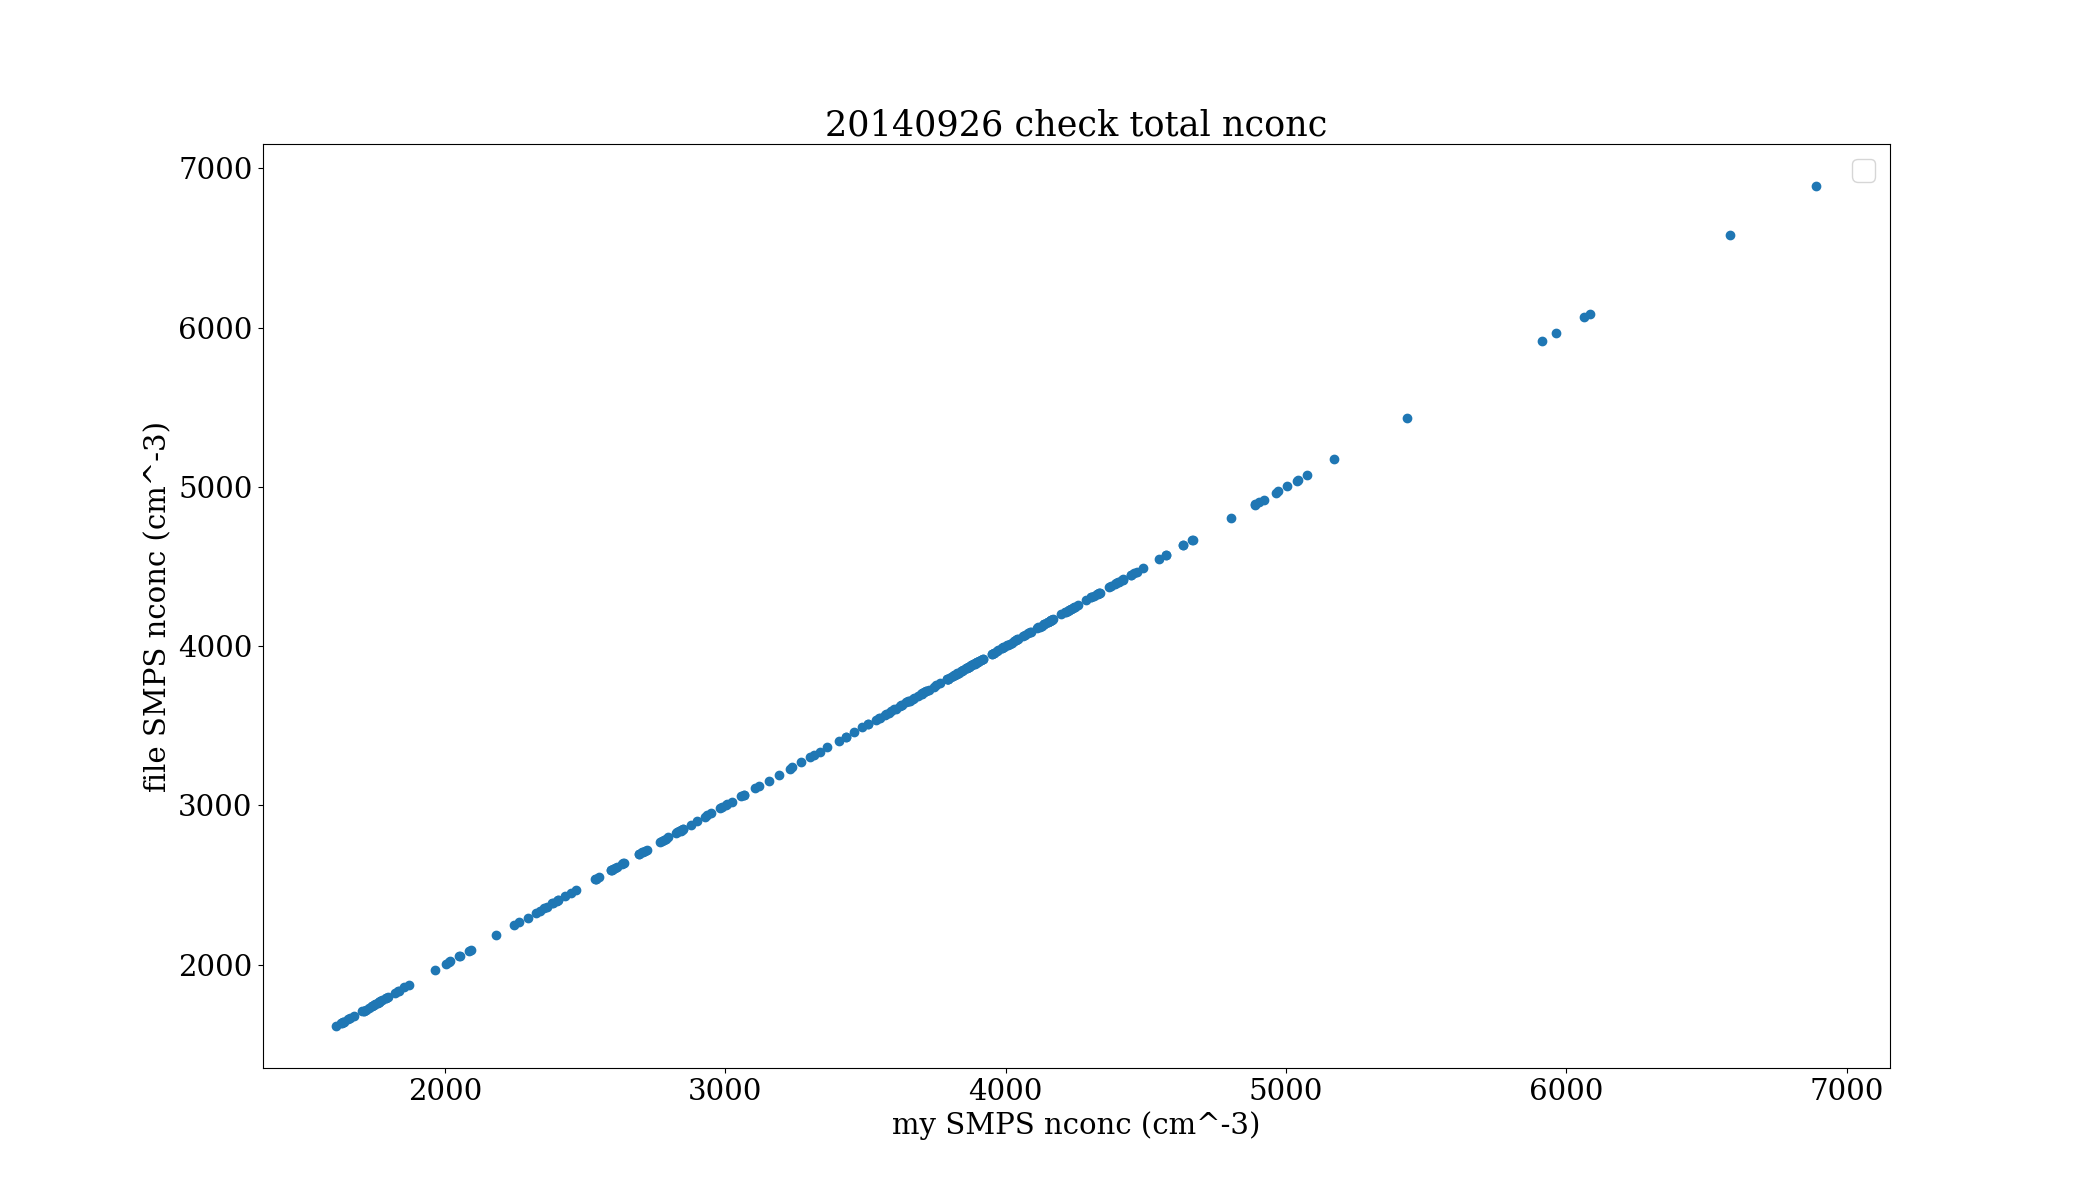 20140926 check total nconc
7000
6000
5000
4000
3000
2000
file SMPS nconc (cm^-3)
2000 3000 4000 5000 6000 7000
my SMPS nconc (cm^-3)